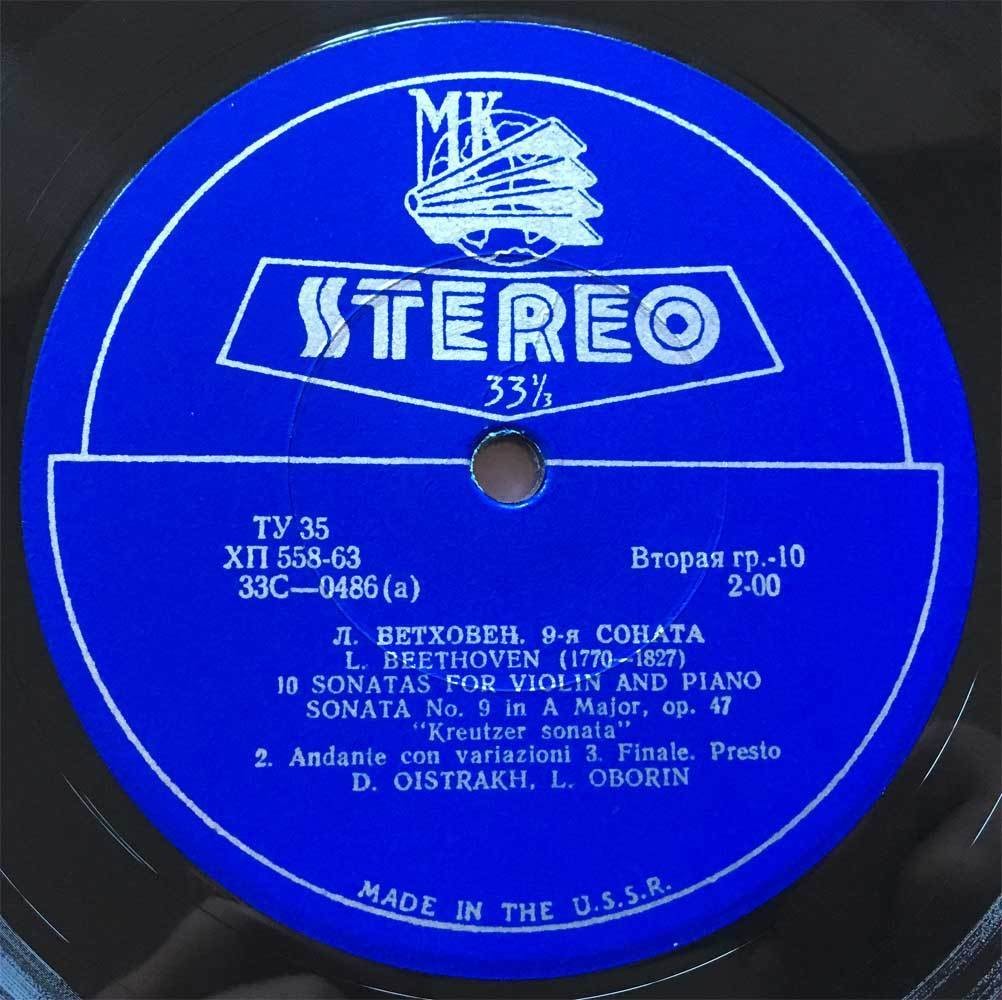 МК
STEREO
33⅓
ТУ 35
ХП 558-63
33С—0486 (а)
Вторая гр.-10
2-00
Л. БЕТХОВЕН. 9-я СОНАТА
L. BEETHOVEN (1770—1827)
10 SONATAS FOR VIOLIN AND PIANO
SONATA No. 9 in A Major, op. 47
"Kreutzer sonata"
2. Andante con variazioni 3. Finale. Presto
D. OISTRAKH, L. OBORIN
MADE IN THE U.S.S.R.